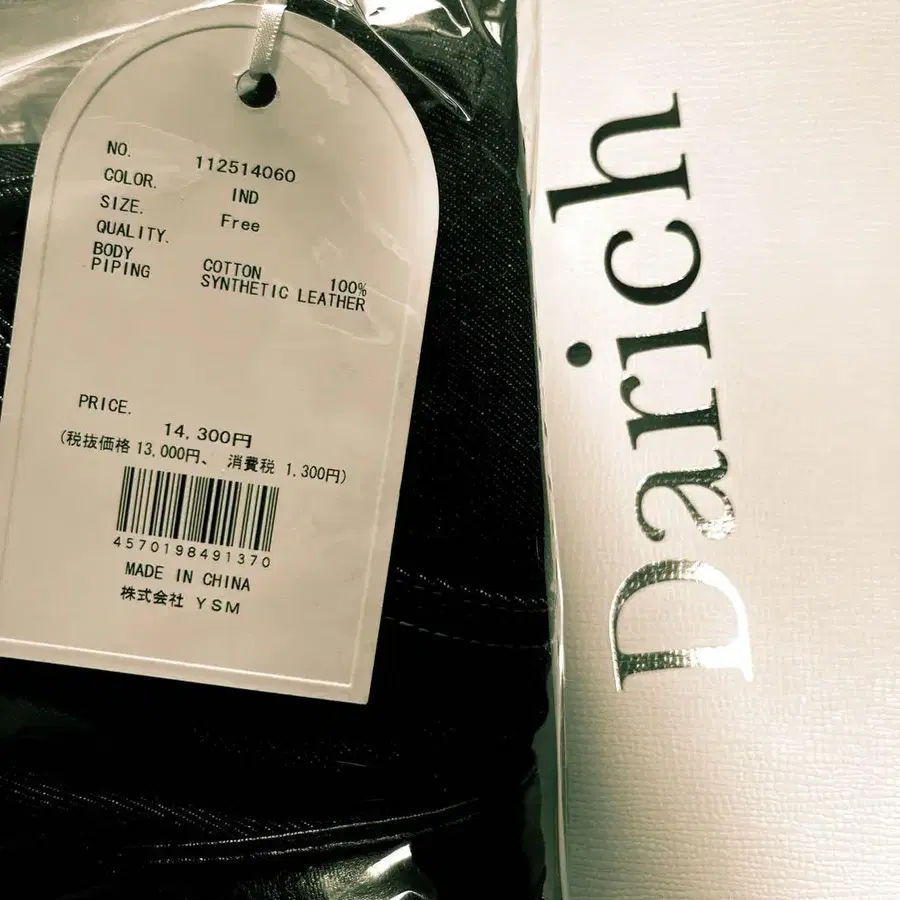 NO. 112514060
COLOR. IND
SIZE. Free
QUALITY.
BODY COTTON 100%
PIPING SYNTHETIC LEATHER
PRICE.
14,300円
(税抜価格 13,000円、 消費税 1,300円)
4570198491370
MADE IN CHINA
株式会社 YSM
Darich